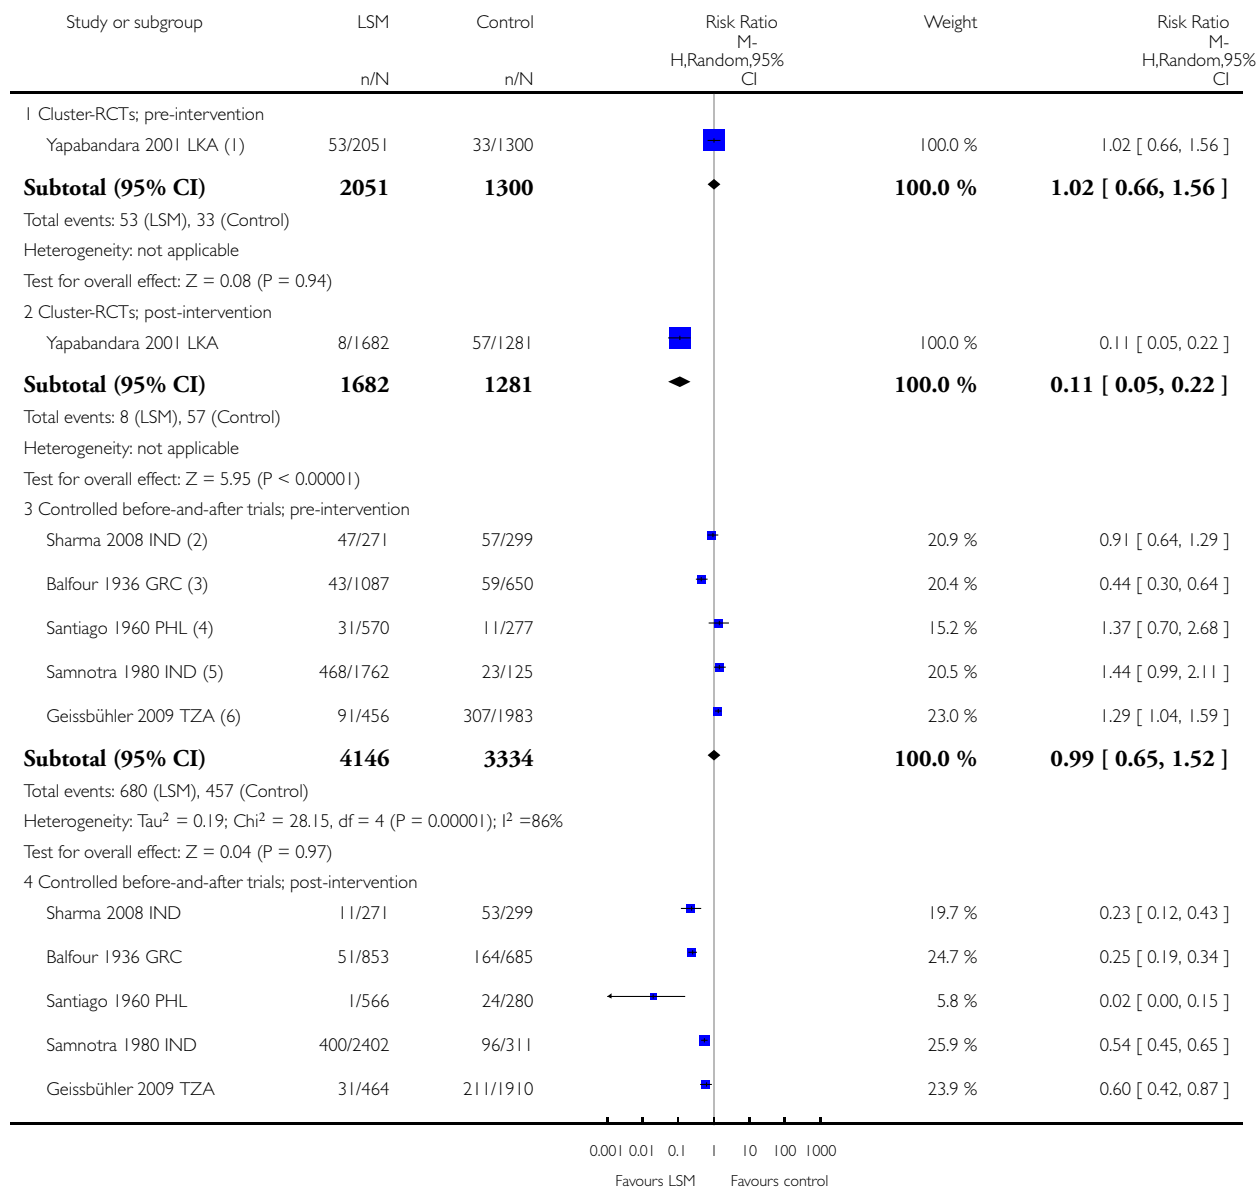 Study or subgroup LSM Control Risk Ratio Weight Risk Ratio
M- M-
H,Random,95% H,Random,95%
n/N n/N CI CI
1 Cluster-RCTs; pre-intervention
Yapabandara 2001 LKA (1) 53/2051 33/1300 100.0 % 1.02 [ 0.66, 1.56 ]
Subtotal (95% CI) 2051 1300 100.0 % 1.02 [ 0.66, 1.56 ]
Total events: 53 (LSM), 33 (Control)
Heterogeneity: not applicable
Test for overall effect: Z = 0.08 (P = 0.94)
2 Cluster-RCTs; post-intervention
Yapabandara 2001 LKA 8/1682 57/1281 100.0 % 0.11 [ 0.05, 0.22 ]
Subtotal (95% CI) 1682 1281 100.0 % 0.11 [ 0.05, 0.22 ]
Total events: 8 (LSM), 57 (Control)
Heterogeneity: not applicable
Test for overall effect: Z = 5.95 (P < 0.00001)
3 Controlled before-and-after trials; pre-intervention
Sharma 2008 IND (2) 47/271 57/299 20.9 % 0.91 [ 0.64, 1.29 ]
Balfour 1936 GRC (3) 43/1087 59/650 20.4 % 0.44 [ 0.30, 0.64 ]
Santiago 1960 PHL (4) 31/570 11/277 15.2 % 1.37 [ 0.70, 2.68 ]
Samnotra 1980 IND (5) 468/1762 23/125 20.5 % 1.44 [ 0.99, 2.11 ]
Geissbühler 2009 TZA (6) 91/456 307/1983 23.0 % 1.29 [ 1.04, 1.59 ]
Subtotal (95% CI) 4146 3334 100.0 % 0.99 [ 0.65, 1.52 ]
Total events: 680 (LSM), 457 (Control)
Heterogeneity: Tau² = 0.19; Chi² = 28.15, df = 4 (P = 0.00001); I² =86%
Test for overall effect: Z = 0.04 (P = 0.97)
4 Controlled before-and-after trials; post-intervention
Sharma 2008 IND 11/271 53/299 19.7 % 0.23 [ 0.12, 0.43 ]
Balfour 1936 GRC 51/853 164/685 24.7 % 0.25 [ 0.19, 0.34 ]
Santiago 1960 PHL 1/566 24/280 5.8 % 0.02 [ 0.00, 0.15 ]
Samnotra 1980 IND 400/2402 96/311 25.9 % 0.54 [ 0.45, 0.65 ]
Geissbühler 2009 TZA 31/464 211/1910 23.9 % 0.60 [ 0.42, 0.87 ]
0.001 0.01 0.1 1 10 100 1000
Favours LSM Favours control